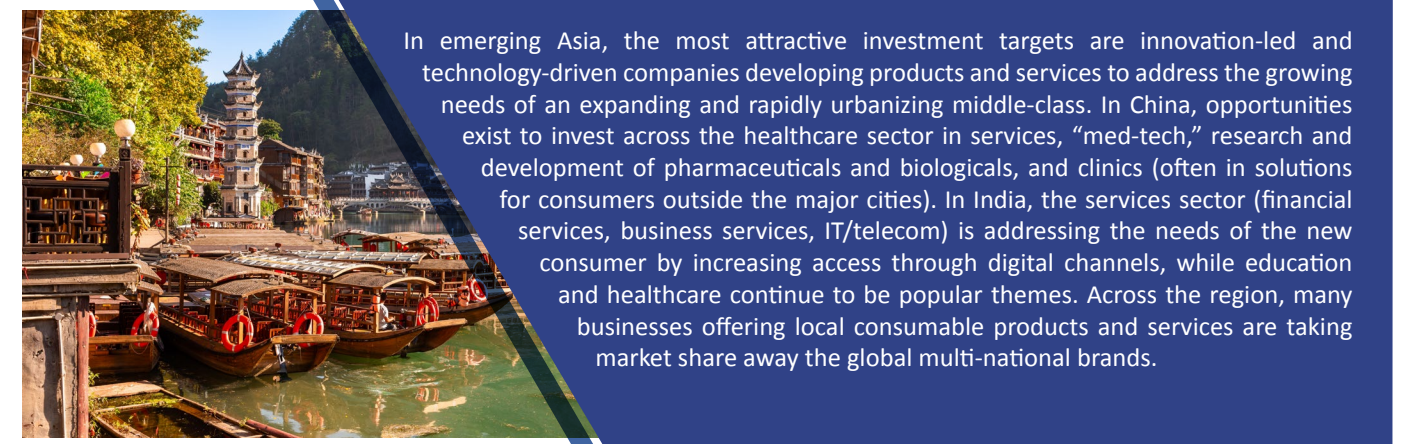 In emerging Asia, the most attractive investment targets are innovation-led and
technology-driven companies developing products and services to address the growing
needs of an expanding and rapidly urbanizing middle-class. In China, opportunities
exist to invest across the healthcare sector in services, “med-tech,” research and
development of pharmaceuticals and biologicals, and clinics (often in solutions
for consumers outside the major cities). In India, the services sector (financial
services, business services, IT/telecom) is addressing the needs of the new
consumer by increasing access through digital channels, while education
and healthcare continue to be popular themes. Across the region, many
businesses offering local consumable products and services are taking
market share away the global multi-national brands.